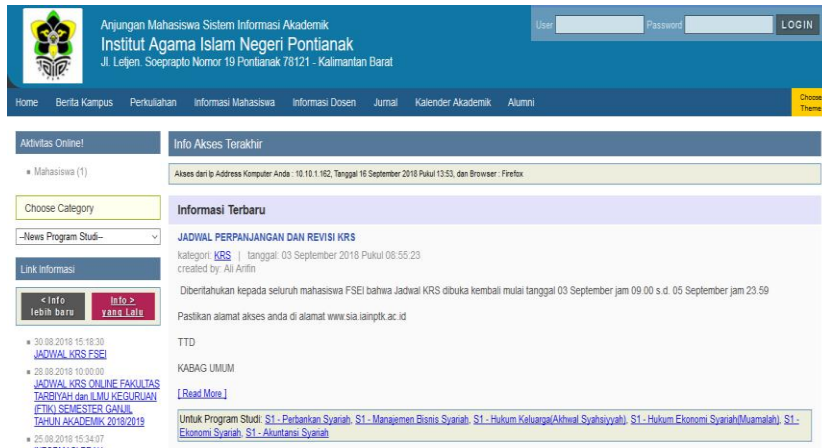 Anjungan Mahasiswa Sistem Informasi Akademik
Institut Agama Islam Negeri Pontianak
Jl. Letjen. Soeprapto Nomor 19 Pontianak 78121 - Kalimantan Barat
User Password LOGIN
Home Berita Kampus Perkuliahan Informasi Mahasiswa Informasi Dosen Jurnal Kalender Akademik Alumni
Choose
Theme
Aktivitas Online!
Mahasiswa (1)
Choose Category
--News Program Studi--
Link Informasi
< Info
lebih baru
Info >
yang Lalu
30.08.2018 15:18:30
JADWAL KRS FSEI
28.08.2018 10:00:00
JADWAL KRS ONLINE FAKULTAS
TARBIYAH dan ILMU KEGURUAN
(FTIK) SEMESTER GANJIL
TAHUN AKADEMIK 2018/2019
25.08.2018 15:34:07
Info Akses Terakhir
Akses dari Ip Address Komputer Anda : 10.10.1.162, Tanggal 16 September 2018 Pukul 13:53, dan Browser : Firefox
Informasi Terbaru
JADWAL PERPANJANGAN DAN REVISI KRS
kategori: KRS | tanggal: 03 September 2018 Pukul 08:55:23
created by: Ali Arifin
Diberitahukan kepada seluruh mahasiswa FSEI bahwa Jadwal KRS dibuka kembali mulai tanggal 03 September jam 09.00 s.d. 05 September jam 23.59
Pastikan alamat akses anda di alamat www.sia.iainptk.ac.id
TTD
KABAG UMUM
[ Read More ]
Untuk Program Studi: S1 - Perbankan Syariah, S1 - Manajemen Bisnis Syariah, S1 - Hukum Keluarga(Akhwal Syahsiyyah), S1 - Hukum Ekonomi Syariah(Muamalah), S1 -
Ekonomi Syariah, S1 - Akuntansi Syariah